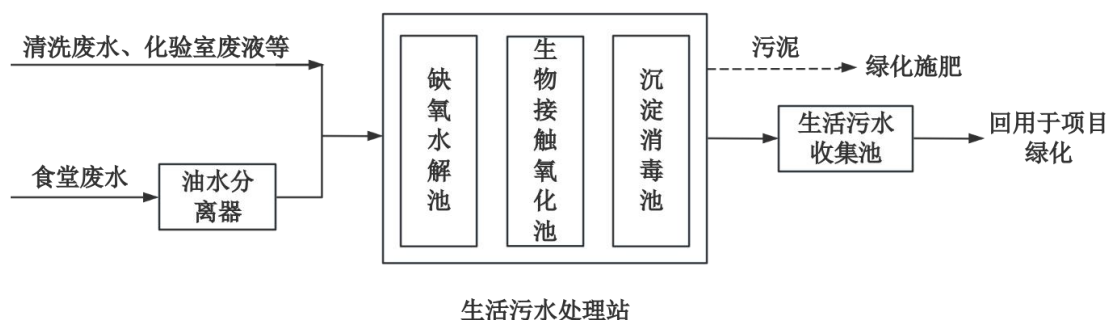 清洗废水、化验室废液等
食堂废水
油水分
离器
缺氧水解池
生物接触氧化池
沉淀消毒池
污泥
绿化施肥
生活污水
收集池
回用于项目
绿化
生活污水处理站